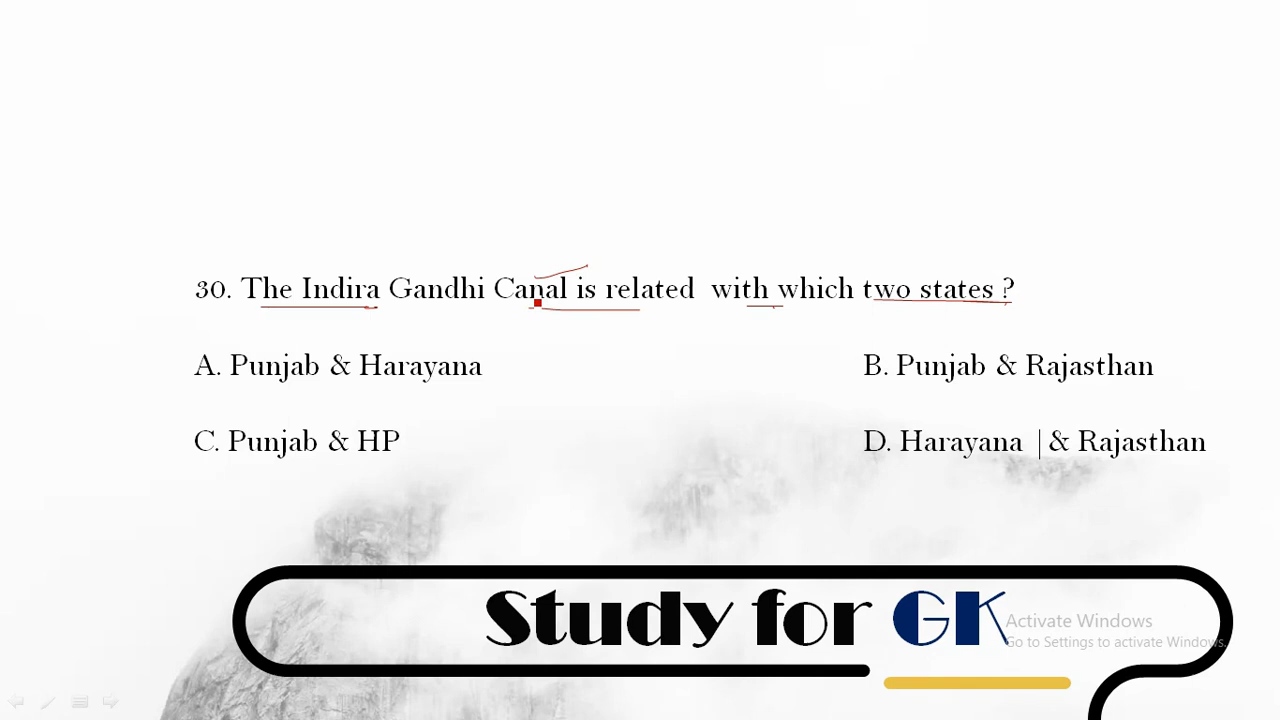 30. The Indira Gandhi Canal is related with which two states ?
A. Punjab & Harayana
B. Punjab & Rajasthan
C. Punjab & HP
D. Harayana |& Rajasthan
Study for GK
Activate Windows
Go to Settings to activate Windows.